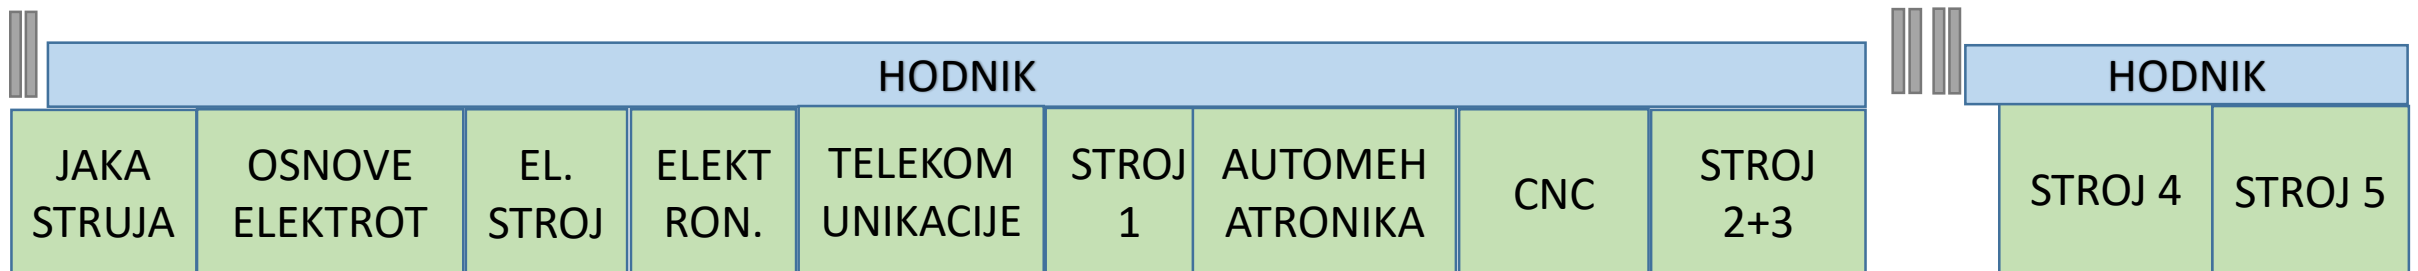 HODNIK
HODNIK
JAKA
STRUJA
OSNOVE
ELEKTROT
EL.
STROJ
ELEKT
RON.
TELEKOM
UNIKACIJE
STROJ
1
AUTOMEH
ATRONIKA
CNC
STROJ
2+3
STROJ 4
STROJ 5